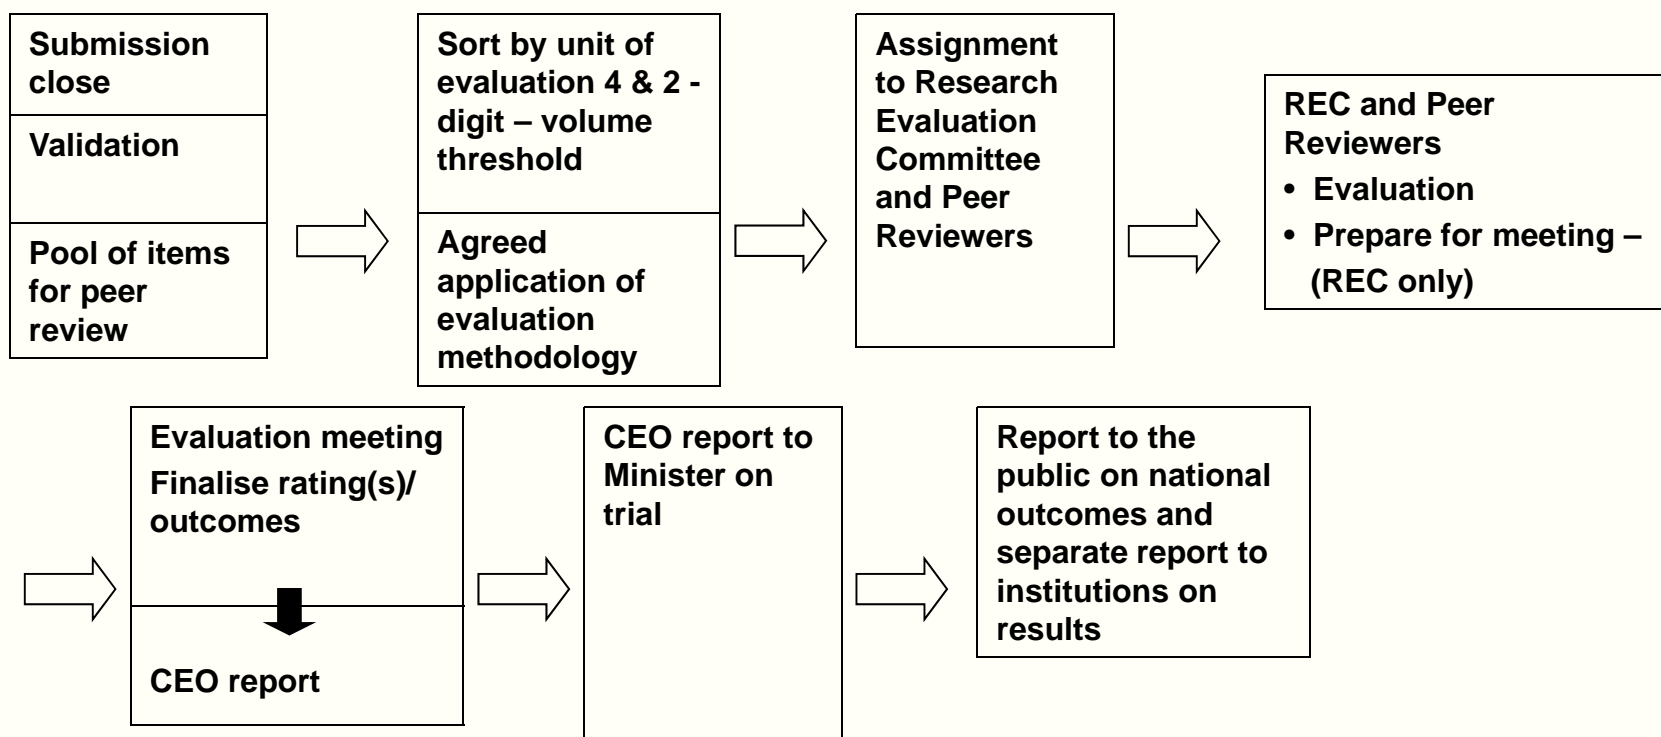 Submission
close
Validation
Pool of items
for peer
review
Sort by unit of
evaluation 4 & 2 -
digit – volume
threshold
Agreed
application of
evaluation
methodology
Assignment
to Research
Evaluation
Committee
and Peer
Reviewers
REC and Peer
Reviewers
• Evaluation
• Prepare for meeting –
(REC only)
Evaluation meeting
Finalise rating(s)/
outcomes
CEO report
CEO report to
Minister on
trial
Report to the
public on national
outcomes and
separate report to
institutions on
results